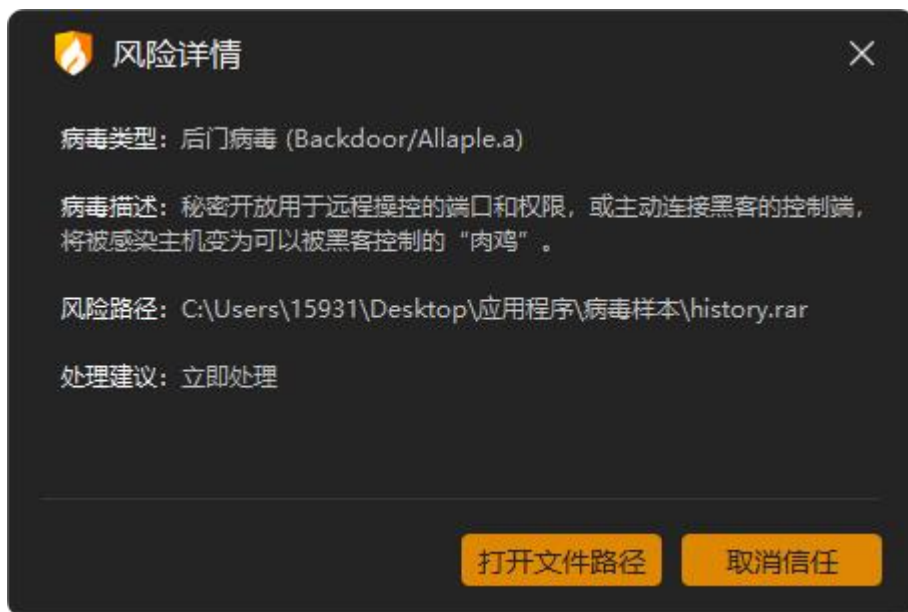 风险详情
病毒类型：后门病毒 (Backdoor/Allaple.a)
病毒描述：秘密开放用于远程操控的端口和权限，或主动连接黑客的控制端，
将被感染主机变为可以被黑客控制的“肉鸡”。
风险路径：C:\Users\15931\Desktop\应用程序\病毒样本\history.rar
处理建议：立即处理
打开文件路径
取消信任